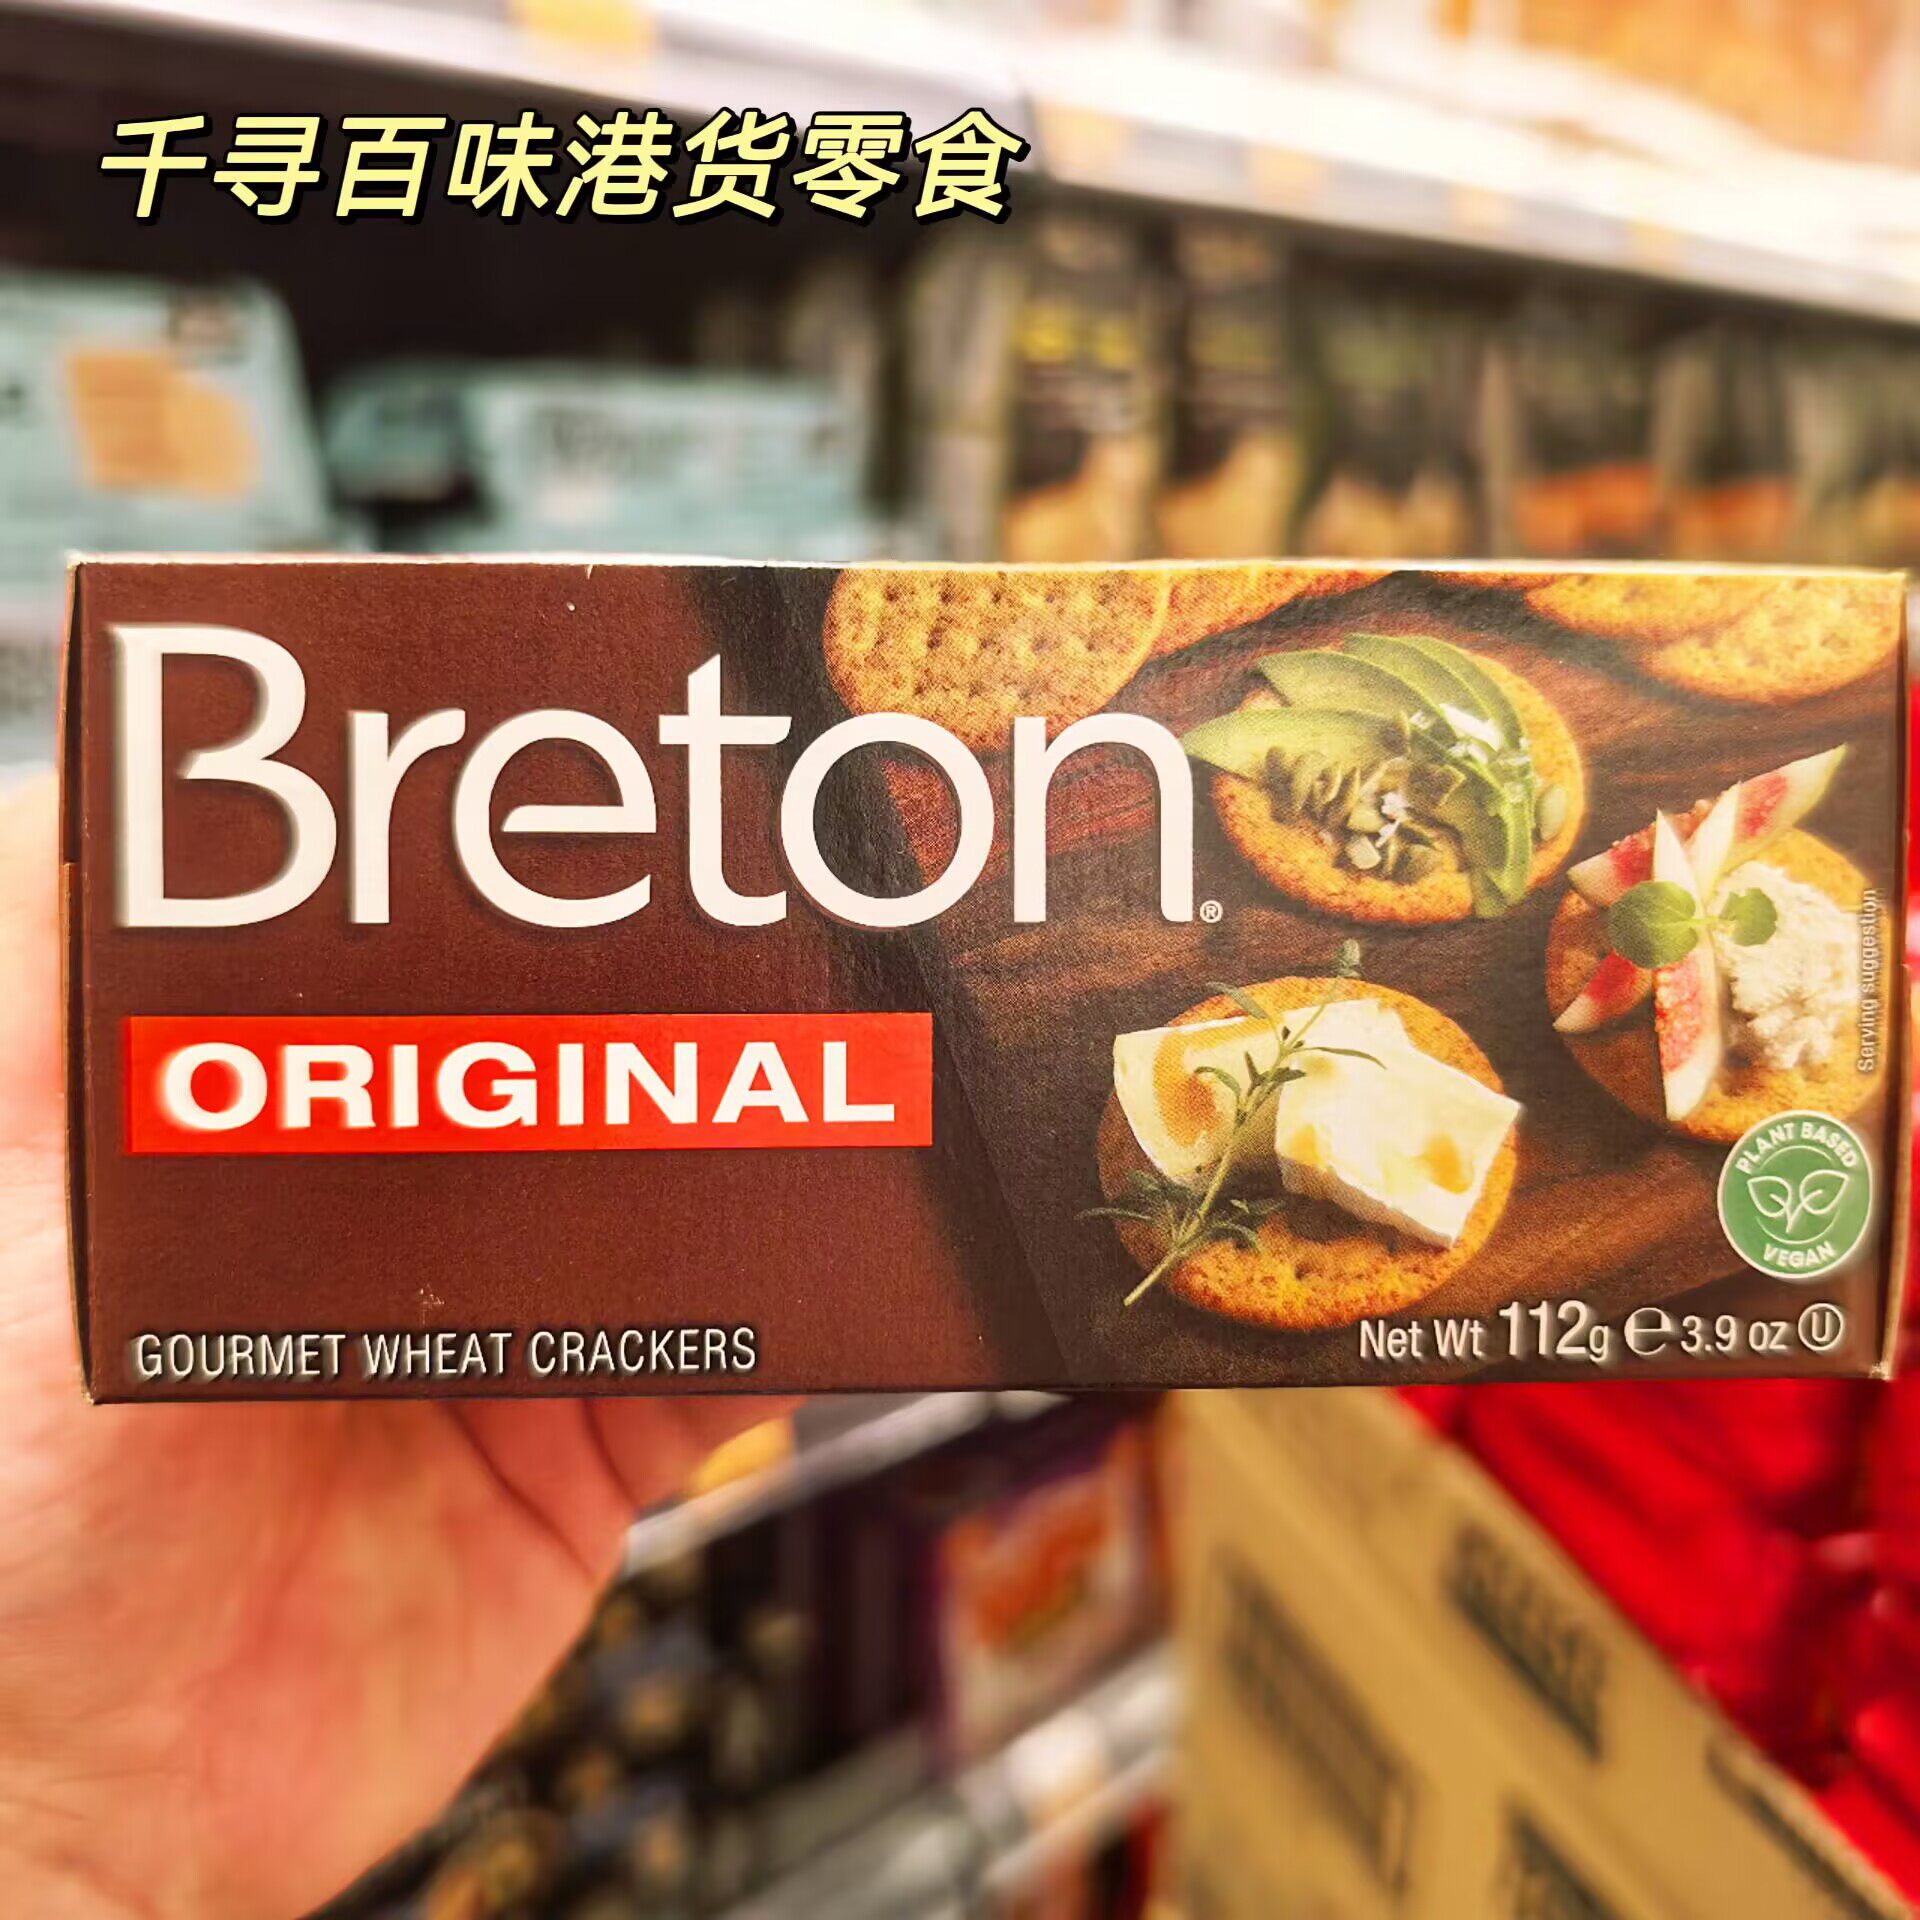 千寻百味港货零食
Breton®
ORIGINAL
GOURMET WHEAT CRACKERS
Serving suggestion
PLANT BASED
VEGAN
Net Wt 112g ℮ 3.9 oz Ⓤ